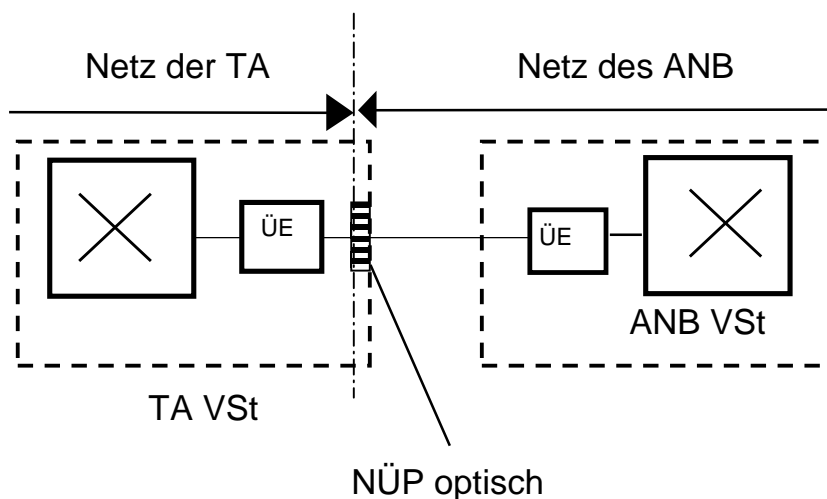 Netz der TA
Netz des ANB
ÜE
ÜE
ANB VSt
TA VSt
NÜP optisch